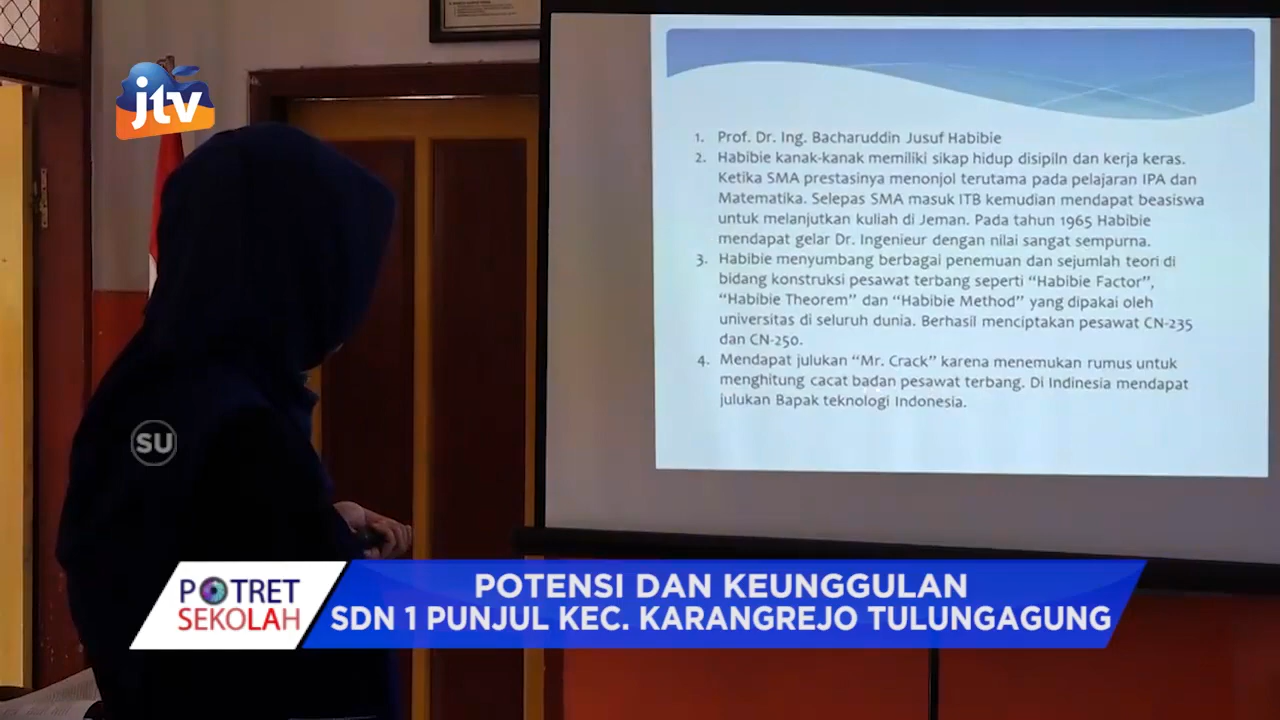 jtv
1. Prof. Dr. Ing. Bacharuddin Jusuf Habibie
2. Habibie kanak-kanak memiliki sikap hidup disipiln dan kerja keras.
Ketika SMA prestasinya menonjol terutama pada pelajaran IPA dan
Matematika. Selepas SMA masuk ITB kemudian mendapat beasiswa
untuk melanjutkan kuliah di Jeman. Pada tahun 1965 Habibie
mendapat gelar Dr. Ingenieur dengan nilai sangat sempurna.
3. Habibie menyumbang berbagai penemuan dan sejumlah teori di
bidang konstruksi pesawat terbang seperti “Habibie Factor”,
“Habibie Theorem” dan “Habibie Method” yang dipakai oleh
universitas di seluruh dunia. Berhasil menciptakan pesawat CN-235
dan CN-250.
4. Mendapat julukan “Mr. Crack” karena menemukan rumus untuk
menghitung cacat badan pesawat terbang. Di Indinesia mendapat
julukan Bapak teknologi Indonesia.
SU
POTRET
SEKOLAH
POTENSI DAN KEUNGGULAN
SDN 1 PUNJUL KEC. KARANGREJO TULUNGAGUNG